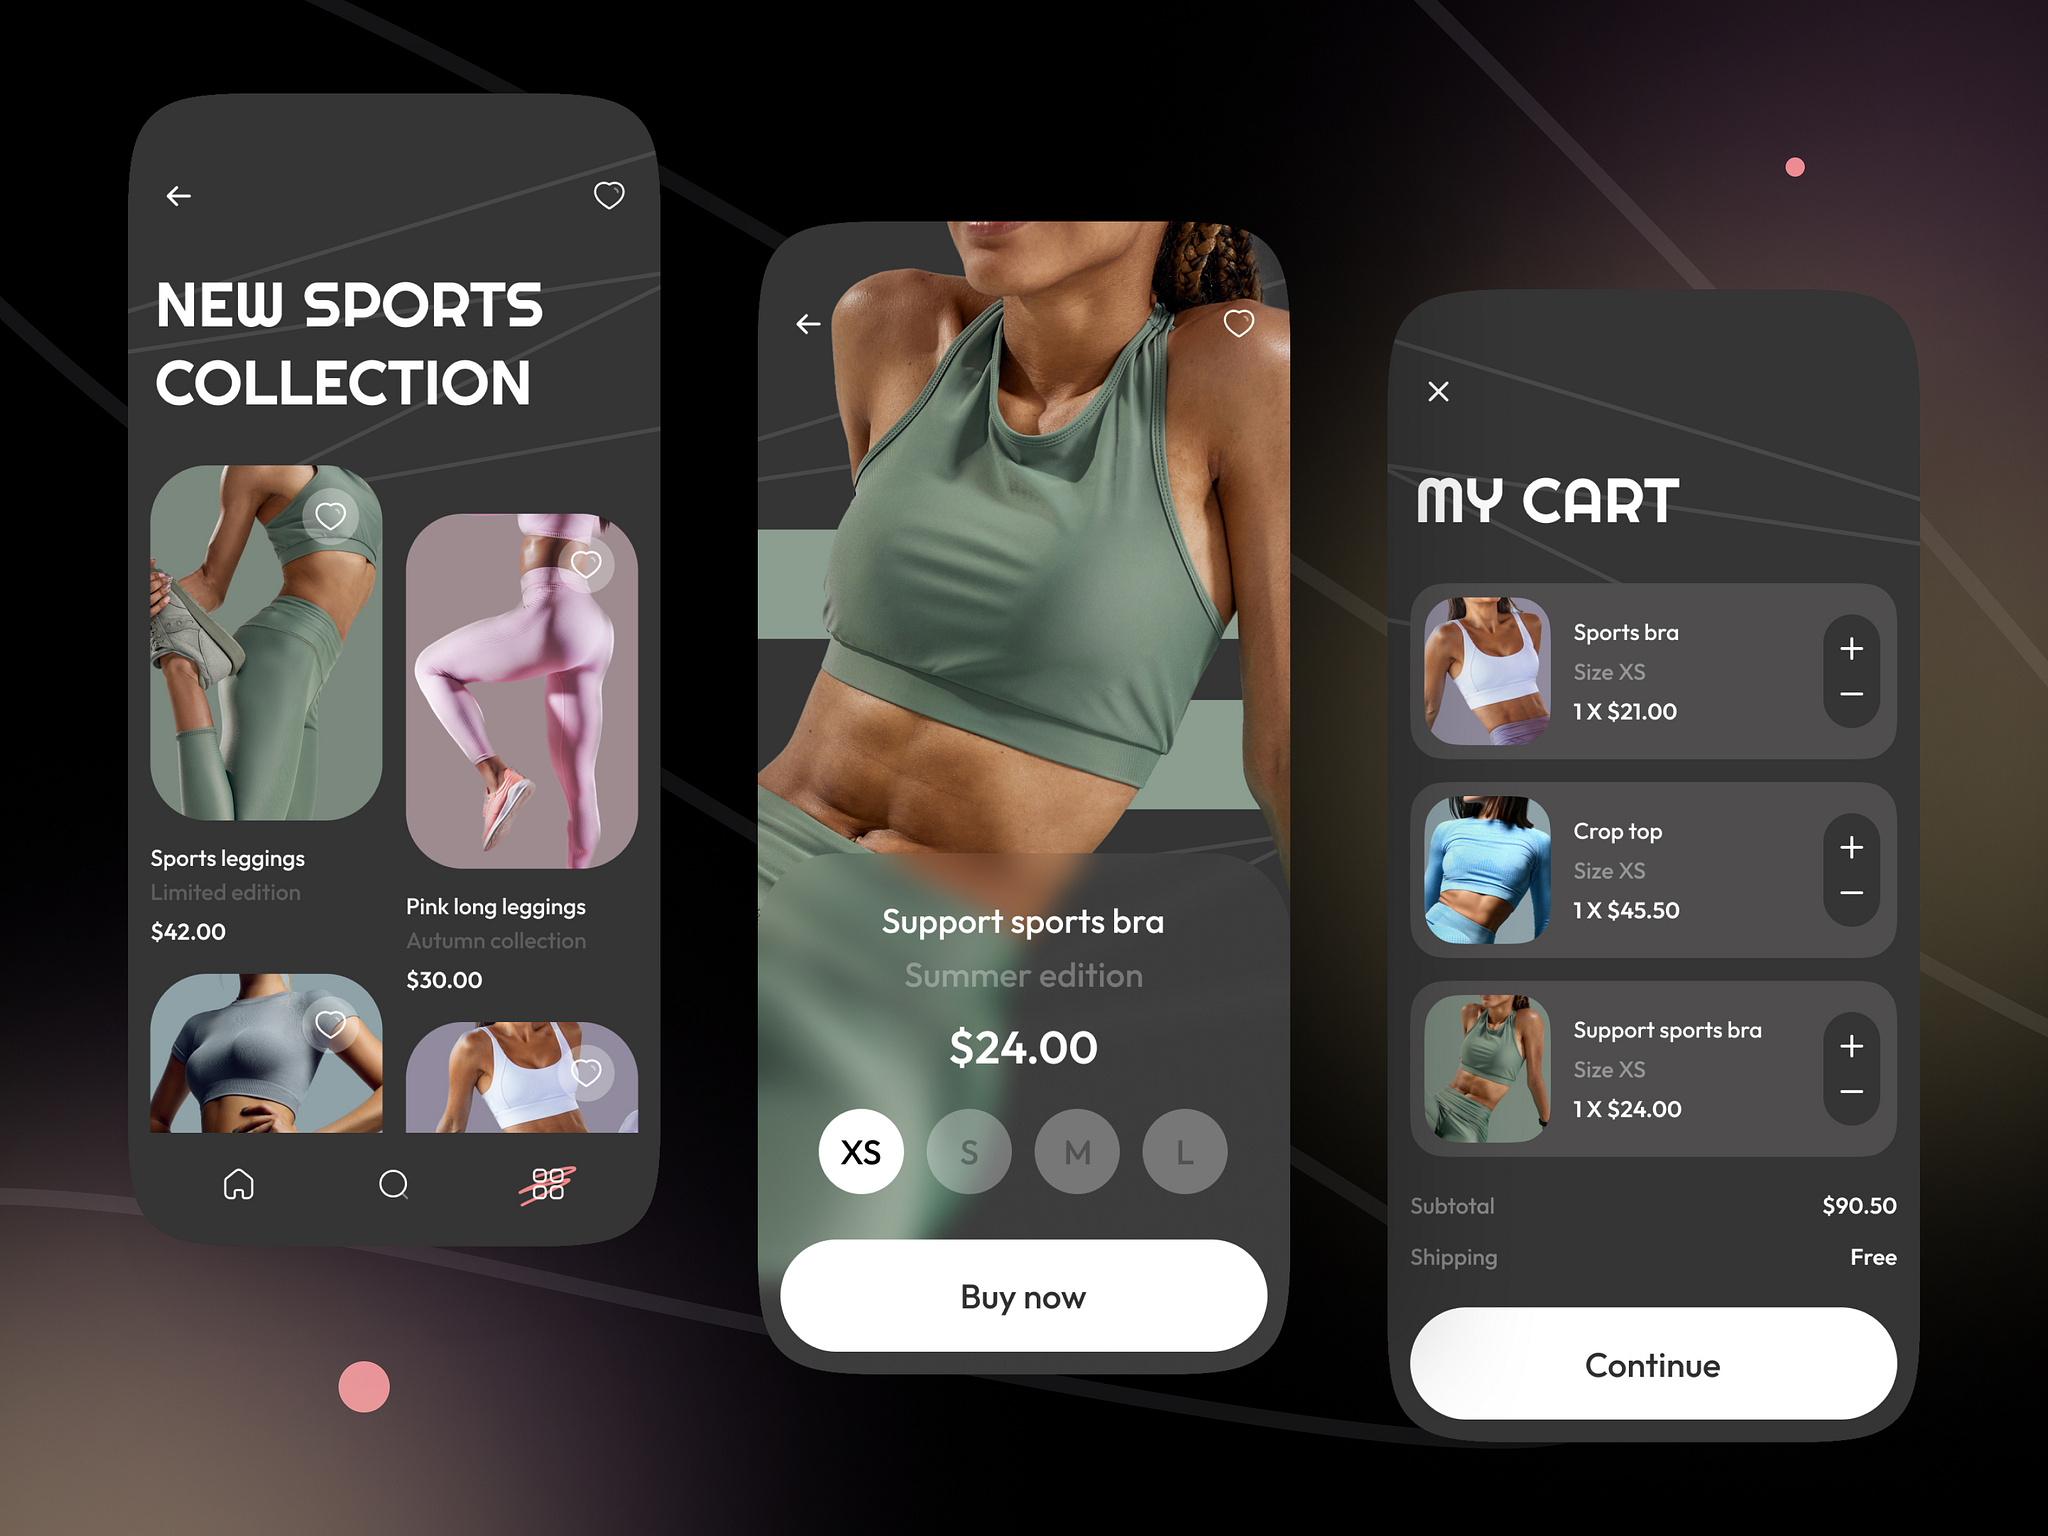 NEW SPORTS
COLLECTION
Sports leggings
Limited edition
$42.00
Pink long leggings
Autumn collection
$30.00
Support sports bra
Summer edition
$24.00
XS
S
M
L
Buy now
MY CART
Sports bra
Size XS
1 X $21.00
Crop top
Size XS
1 X $45.50
Support sports bra
Size XS
1 X $24.00
Subtotal $90.50
Shipping Free
Continue